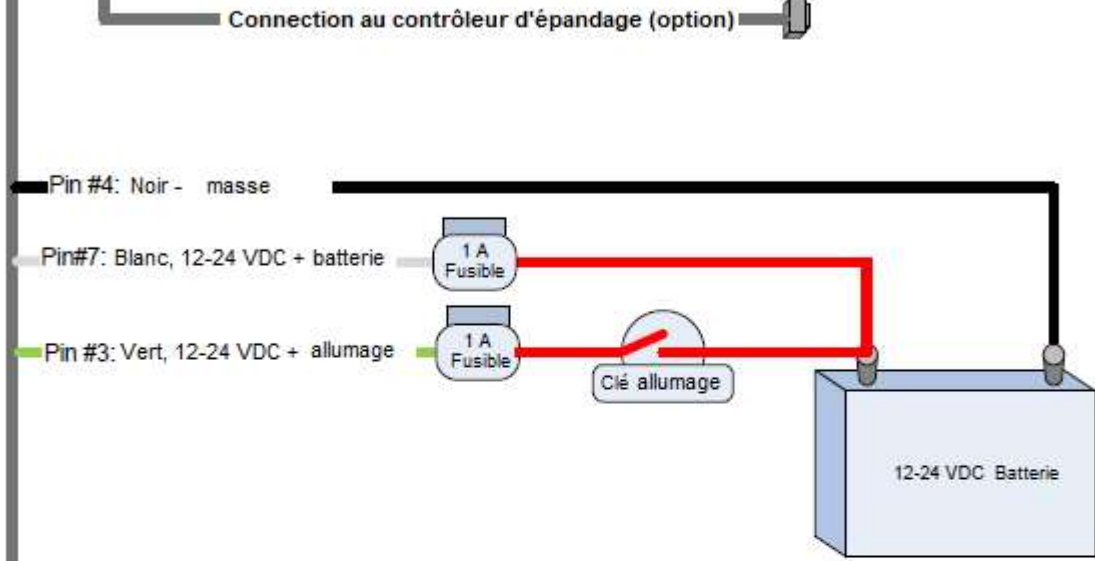 Connection au contrôleur d'épandage (option)
Pin #4: Noir - masse
Pin#7: Blanc, 12-24 VDC + batterie
1 A
Fusible
Pin #3: Vert, 12-24 VDC + allumage
1 A
Fusible
Clé allumage
12-24 VDC Batterie